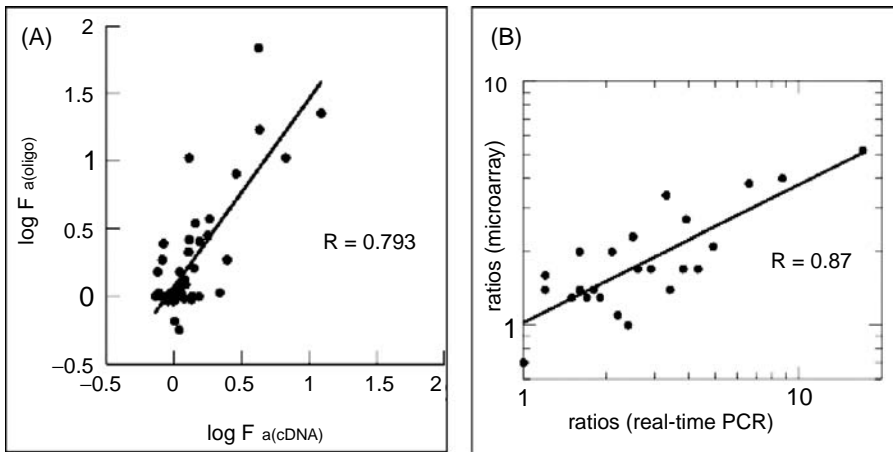 (A)
2
1.5
1
0.5
0
−0.5
log F a(oligo)
−0.5
0
0.5
1
1.5
2
log F a(cDNA)
R = 0.793
(B)
10
1
ratios (microarray)
1
10
ratios (real-time PCR)
R = 0.87